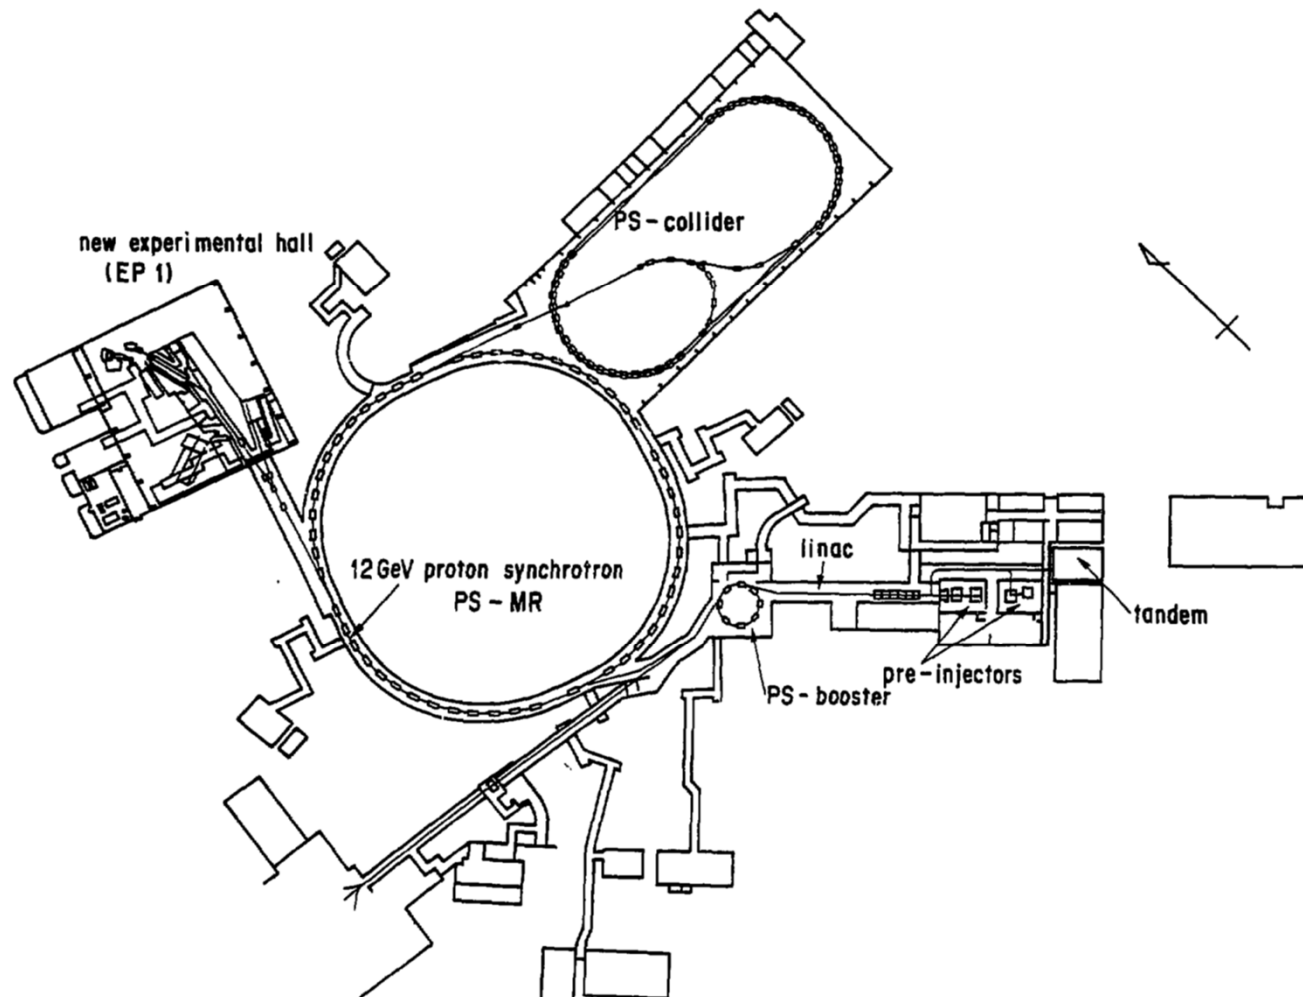 PS-collider
new experimental hall
(EP 1)
linac
12 GeV proton synchrotron
PS-MR
tandem
pre-injectors
PS-booster